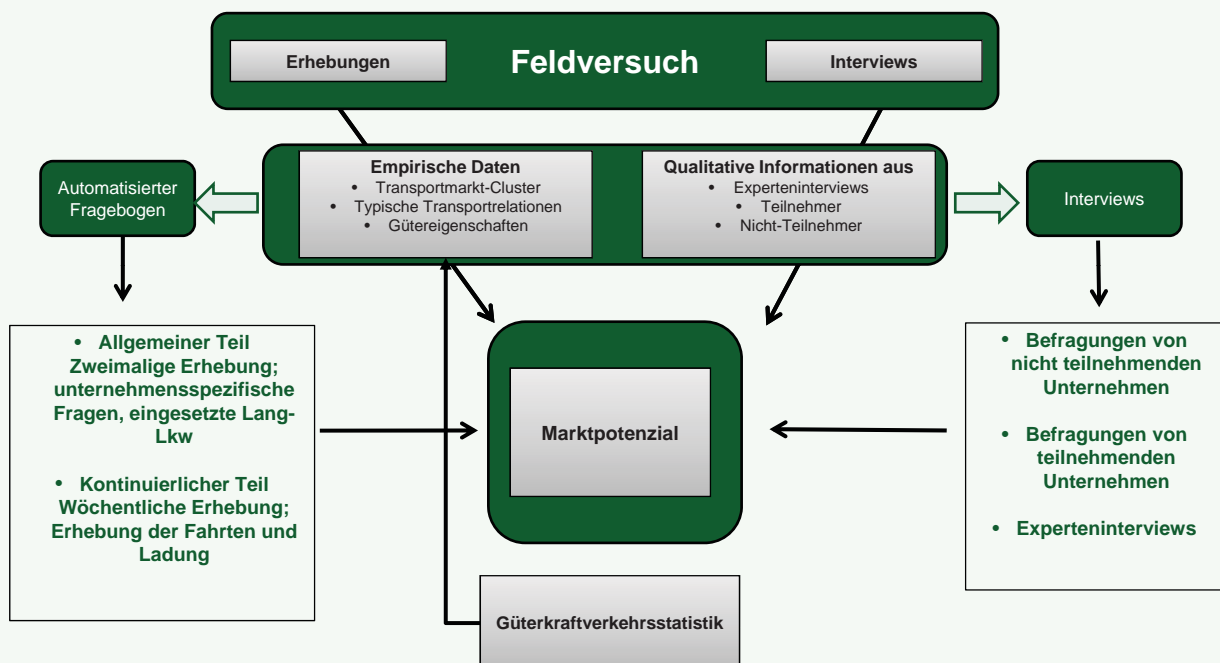 Erhebungen
Feldversuch
Interviews
Empirische Daten
• Transportmarkt-Cluster
• Typische Transportrelationen
• Gütereigenschaften
Qualitative Informationen aus
• Experteninterviews
• Teilnehmer
• Nicht-Teilnehmer
Automatisierter
Fragebogen
Interviews
• Allgemeiner Teil
Zweimalige Erhebung;
unternehmensspezifische
Fragen, eingesetzte Lang-
Lkw
• Kontinuierlicher Teil
Wöchentliche Erhebung;
Erhebung der Fahrten und
Ladung
Marktpotenzial
• Befragungen von
nicht teilnehmenden
Unternehmen
• Befragungen von
teilnehmenden
Unternehmen
• Experteninterviews
Güterkraftverkehrsstatistik